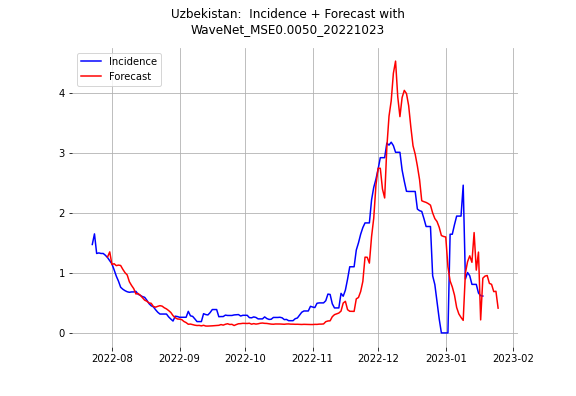 Uzbekistan:  Incidence + Forecast with
WaveNet_MSE0.0050_20221023
Incidence
Forecast
4
3
2
1
0
2022-08 2022-09 2022-10 2022-11 2022-12 2023-01 2023-02